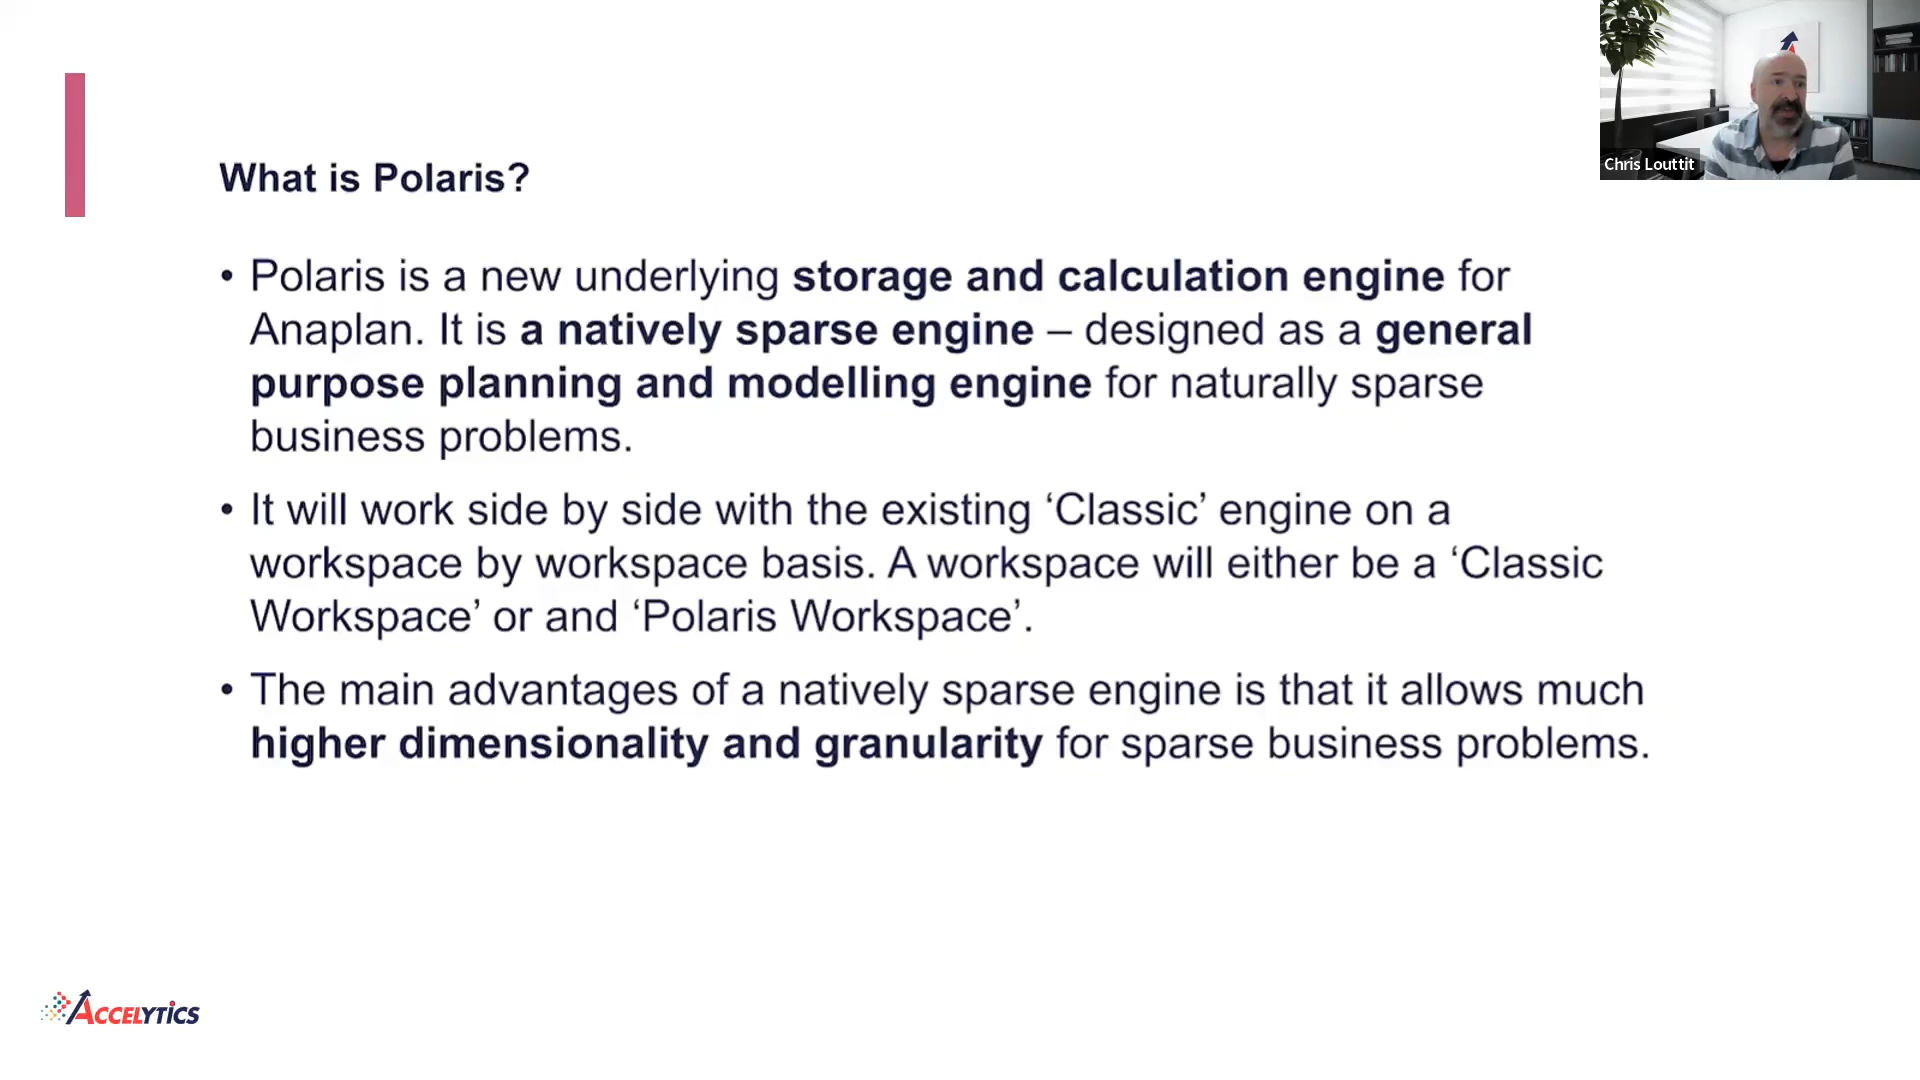 What is Polaris?
• Polaris is a new underlying storage and calculation engine for
Anaplan. It is a natively sparse engine – designed as a general
purpose planning and modelling engine for naturally sparse
business problems.
• It will work side by side with the existing ‘Classic’ engine on a
workspace by workspace basis. A workspace will either be a ‘Classic
Workspace’ or and ‘Polaris Workspace’.
• The main advantages of a natively sparse engine is that it allows much
higher dimensionality and granularity for sparse business problems.
Chris Louttit
ACCELYTICS